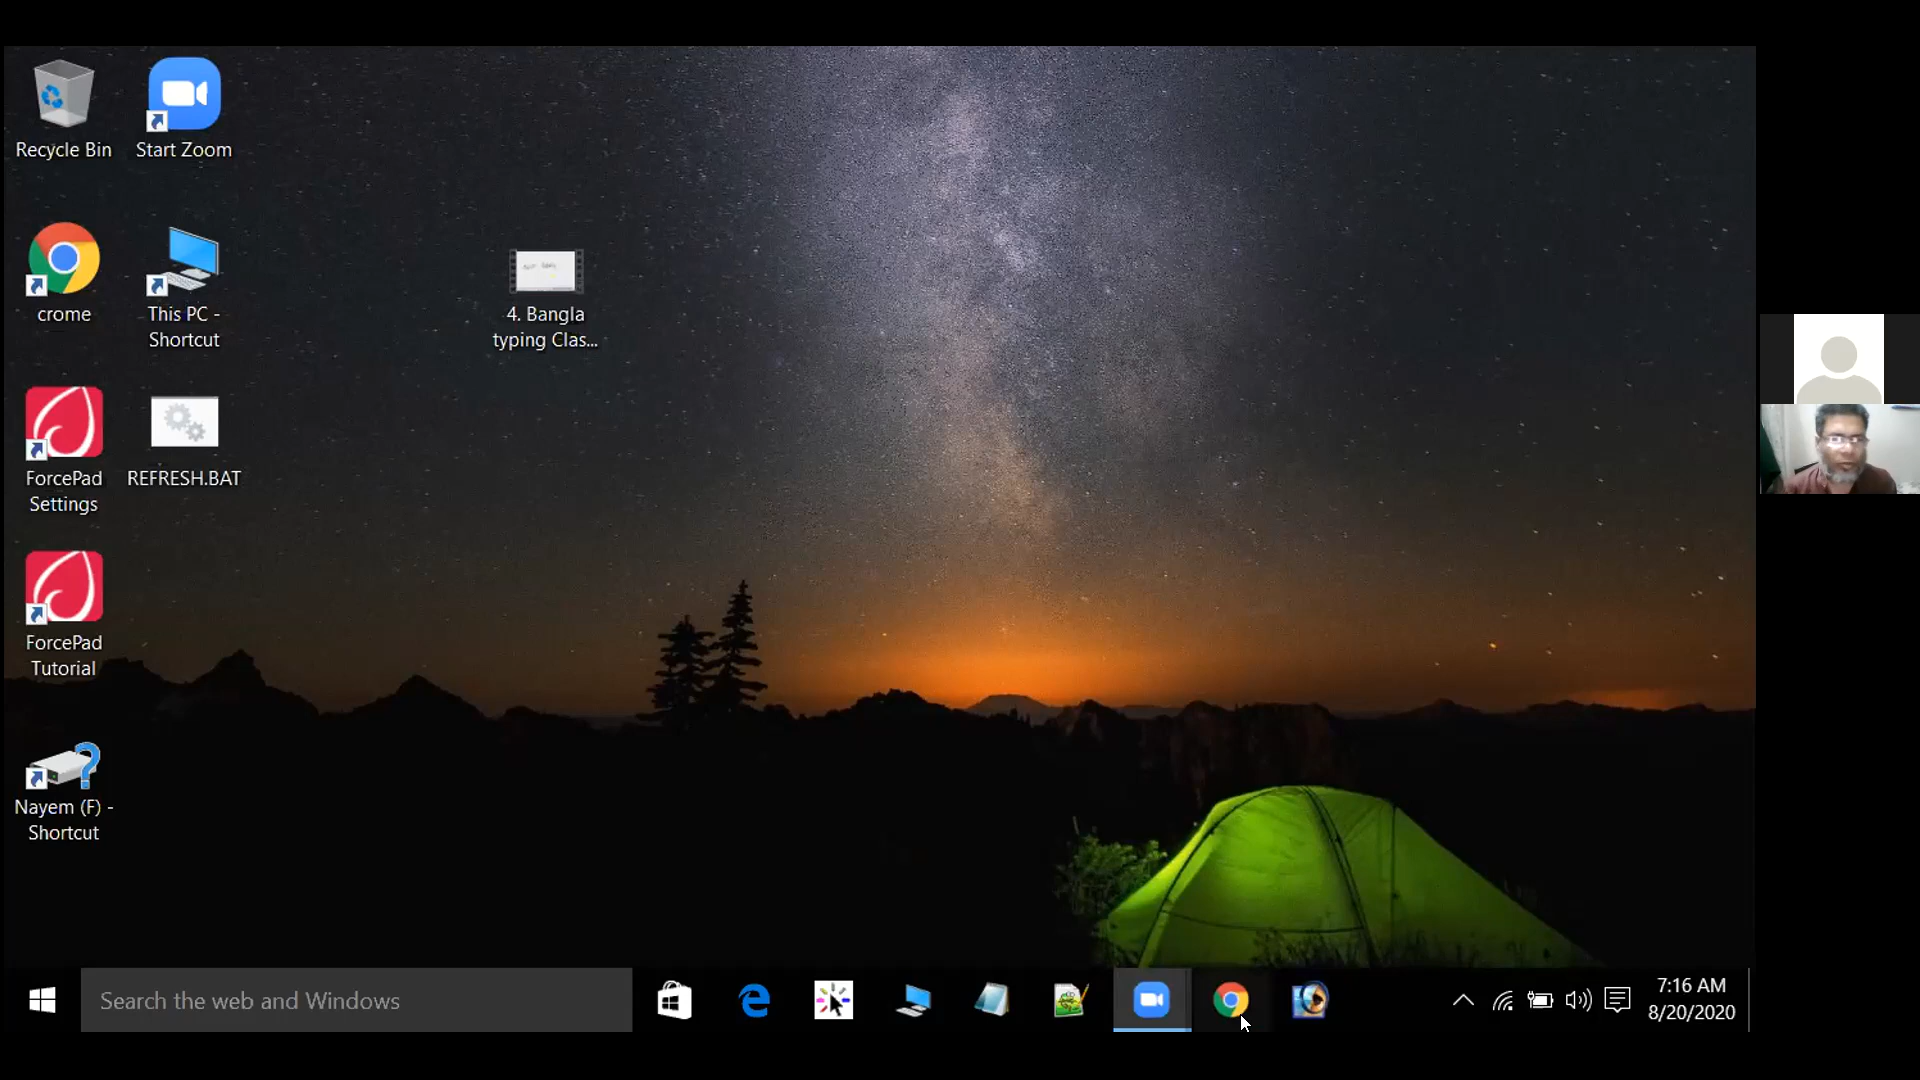 Recycle Bin
Start Zoom
crome
This PC -
Shortcut
4. Bangla
typing Clas...
ForcePad
Settings
REFRESH.BAT
ForcePad
Tutorial
Nayem (F) -
Shortcut
Search the web and Windows
7:16 AM
8/20/2020